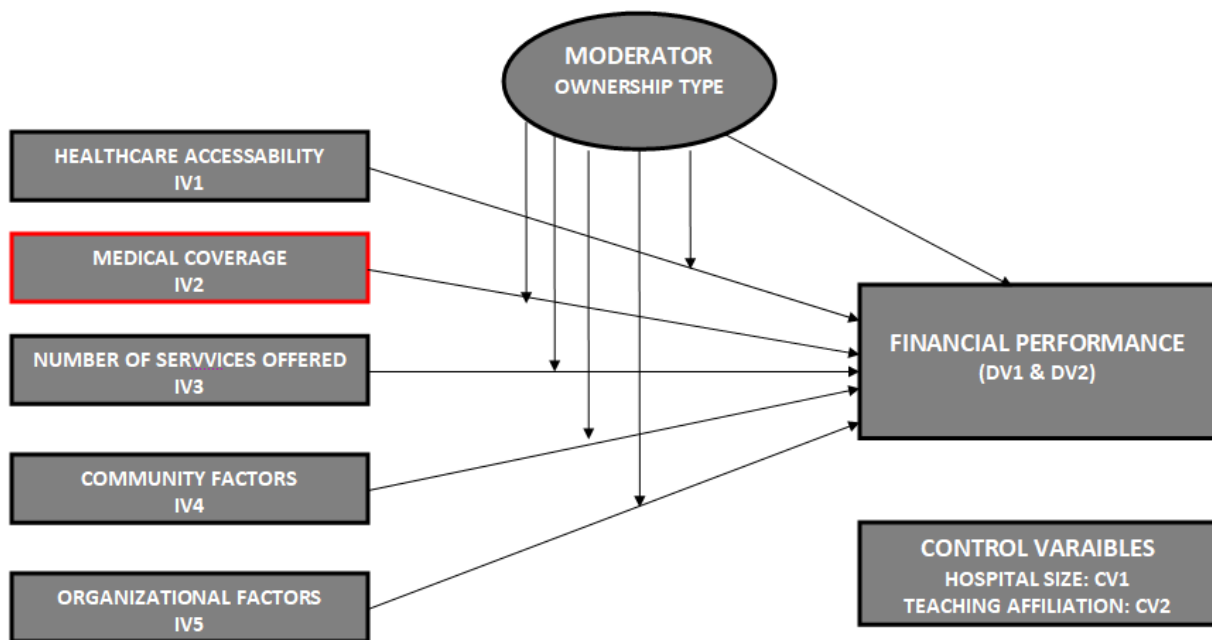 MODERATOR
OWNERSHIP TYPE
HEALTHCARE ACCESSABILITY
IV1
MEDICAL COVERAGE
IV2
NUMBER OF SERVVICES OFFERED
IV3
COMMUNITY FACTORS
IV4
ORGANIZATIONAL FACTORS
IV5
FINANCIAL PERFORMANCE
(DV1 & DV2)
CONTROL VARAIBLES
HOSPITAL SIZE: CV1
TEACHING AFFILIATION: CV2